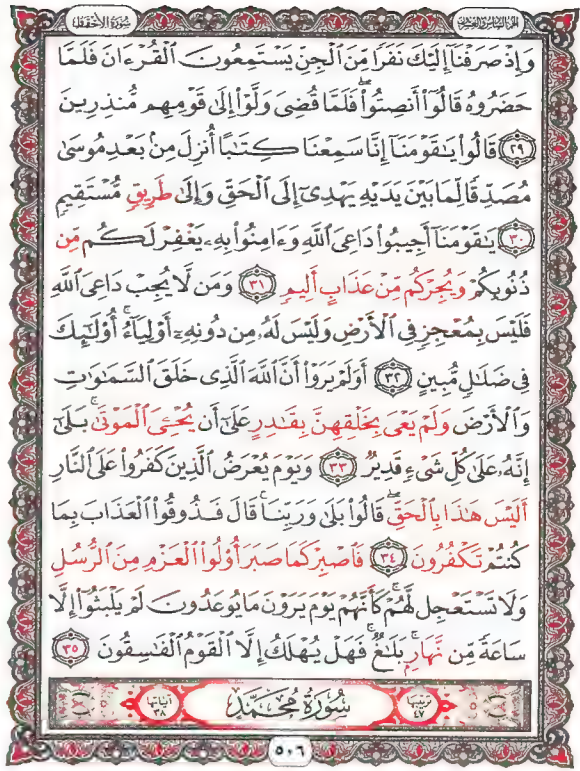 سورة الأحقاف الجزء السادس والعشرون
وَإِذْ صَرَفْنَآ إِلَيْكَ نَفَرًا مِّنَ ٱلْجِنِّ يَسْتَمِعُونَ ٱلْقُرْءَانَ فَلَمَّا
حَضَرُوهُ قَالُوٓا۟ أَنصِتُوا۟ ۖ فَلَمَّا قُضِىَ وَلَّوْا۟ إِلَىٰ قَوْمِهِم مُّنذِرِينَ
٢٩ قَالُوا۟ يَٰقَوْمَنَآ إِنَّا سَمِعْنَا كِتَٰبًا أُنزِلَ مِنۢ بَعْدِ مُوسَىٰ
مُصَدِّقًا لِّمَا بَيْنَ يَدَيْهِ يَهْدِىٓ إِلَى ٱلْحَقِّ وَإِلَىٰ طَرِيقٍ مُّسْتَقِيمٍ
٣٠ يَٰقَوْمَنَآ أَجِيبُوا۟ دَاعِىَ ٱللَّهِ وَءَامِنُوا۟ بِهِۦ يَغْفِرْ لَكُم مِّن
ذُنُوبِكُمْ وَيُجِرْكُم مِّنْ عَذَابٍ أَلِيمٍ ٣١ وَمَن لَّا يُجِبْ دَاعِىَ ٱللَّهِ
فَلَيْسَ بِمُعْجِزٍ فِى ٱلْأَرْضِ وَلَيْسَ لَهُۥ مِن دُونِهِۦٓ أَوْلِيَآءُ ۚ أُو۟لَٰٓئِكَ
فِى ضَلَٰلٍ مُّبِينٍ ٣٢ أَوَلَمْ يَرَوْا۟ أَنَّ ٱللَّهَ ٱلَّذِى خَلَقَ ٱلسَّمَٰوَٰتِ
وَٱلْأَرْضَ وَلَمْ يَعْىَ بِخَلْقِهِنَّ بِقَٰدِرٍ عَلَىٰٓ أَن يُحْۦِىَ ٱلْمَوْتَىٰ ۚ بَلَىٰٓ
إِنَّهُۥ عَلَىٰ كُلِّ شَىْءٍ قَدِيرٌ ٣٣ وَيَوْمَ يُعْرَضُ ٱلَّذِينَ كَفَرُوا۟ عَلَى ٱلنَّارِ
أَلَيْسَ هَٰذَا بِٱلْحَقِّ ۖ قَالُوا۟ بَلَىٰ وَرَبِّنَا ۚ قَالَ فَذُوقُوا۟ ٱلْعَذَابَ بِمَا
كُنتُمْ تَكْفُرُونَ ٣٤ فَٱصْبِرْ كَمَا صَبَرَ أُو۟لُوا۟ ٱلْعَزْمِ مِنَ ٱلرُّسُلِ
وَلَا تَسْتَعْجِل لَّهُمْ ۚ كَأَنَّهُمْ يَوْمَ يَرَوْنَ مَا يُوعَدُونَ لَمْ يَلْبَثُوٓا۟ إِلَّا
سَاعَةً مِّن نَّهَارٍۭ ۚ بَلَٰغٌ ۚ فَهَلْ يُهْلَكُ إِلَّا ٱلْقَوْمُ ٱلْفَٰسِقُونَ ٣٥
ترتيبها ٤٧ سُورَةُ مُحَمَّدٍ آياتها ٣٨
٥٠٦